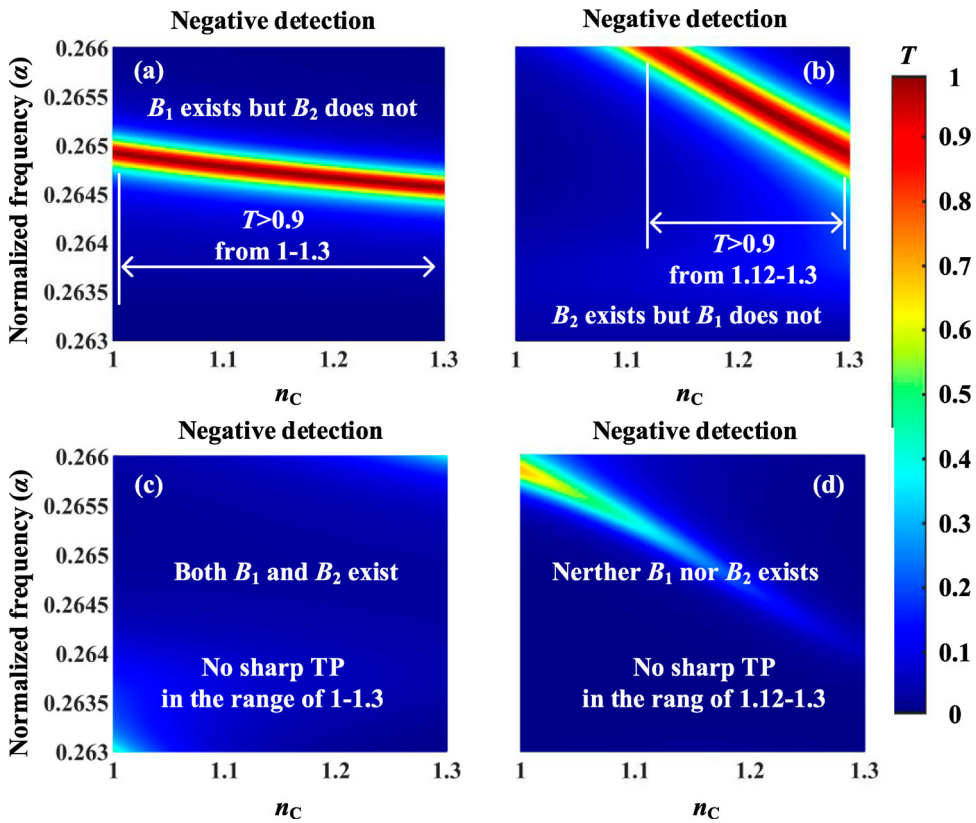 Negative detection
Negative detection
Normalized frequency (α)
0.266
0.2655
0.265
0.2645
0.264
0.2635
0.263
(a)
B1 exists but B2 does not
T>0.9
from 1-1.3
1
1.1
1.2
1.3
nC
(b)
T>0.9
from 1.12-1.3
B2 exists but B1 does not
1
1.1
1.2
1.3
nC
T
1
0.9
0.8
0.7
0.6
0.5
0.4
0.3
0.2
0.1
0
Negative detection
Negative detection
Normalized frequency (α)
0.266
0.2655
0.265
0.2645
0.264
0.2635
0.263
(c)
Both B1 and B2 exist
No sharp TP
in the range of 1-1.3
1
1.1
1.2
1.3
nC
(d)
Nerther B1 nor B2 exists
No sharp TP
in the rang of 1.12-1.3
1
1.1
1.2
1.3
nC